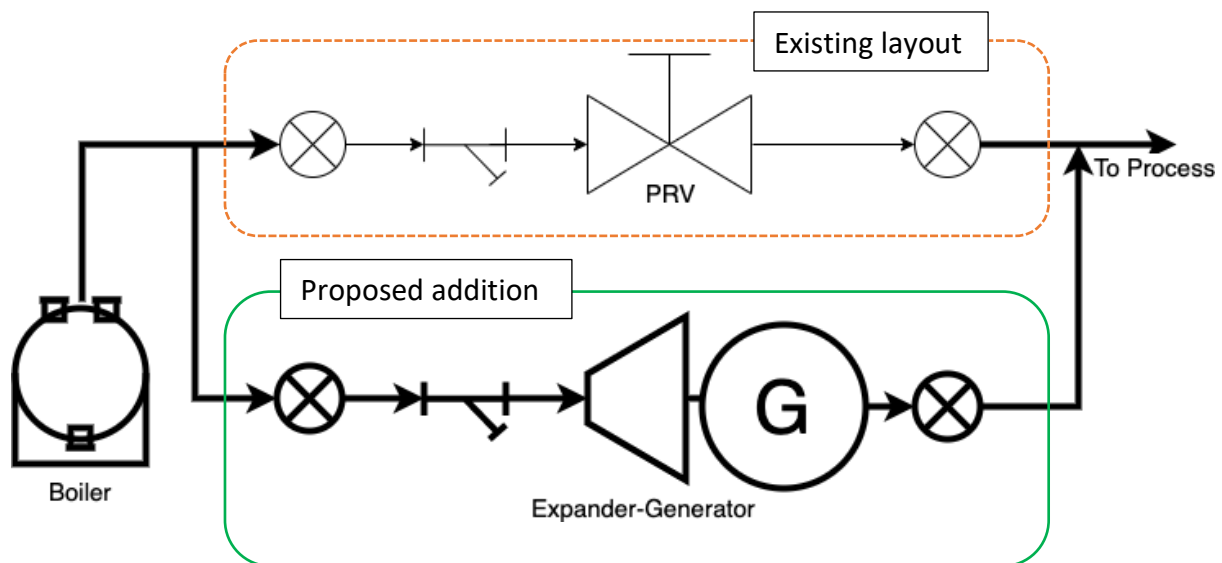 Existing layout
PRV
To Process
Proposed addition
G
Boiler
Expander-Generator